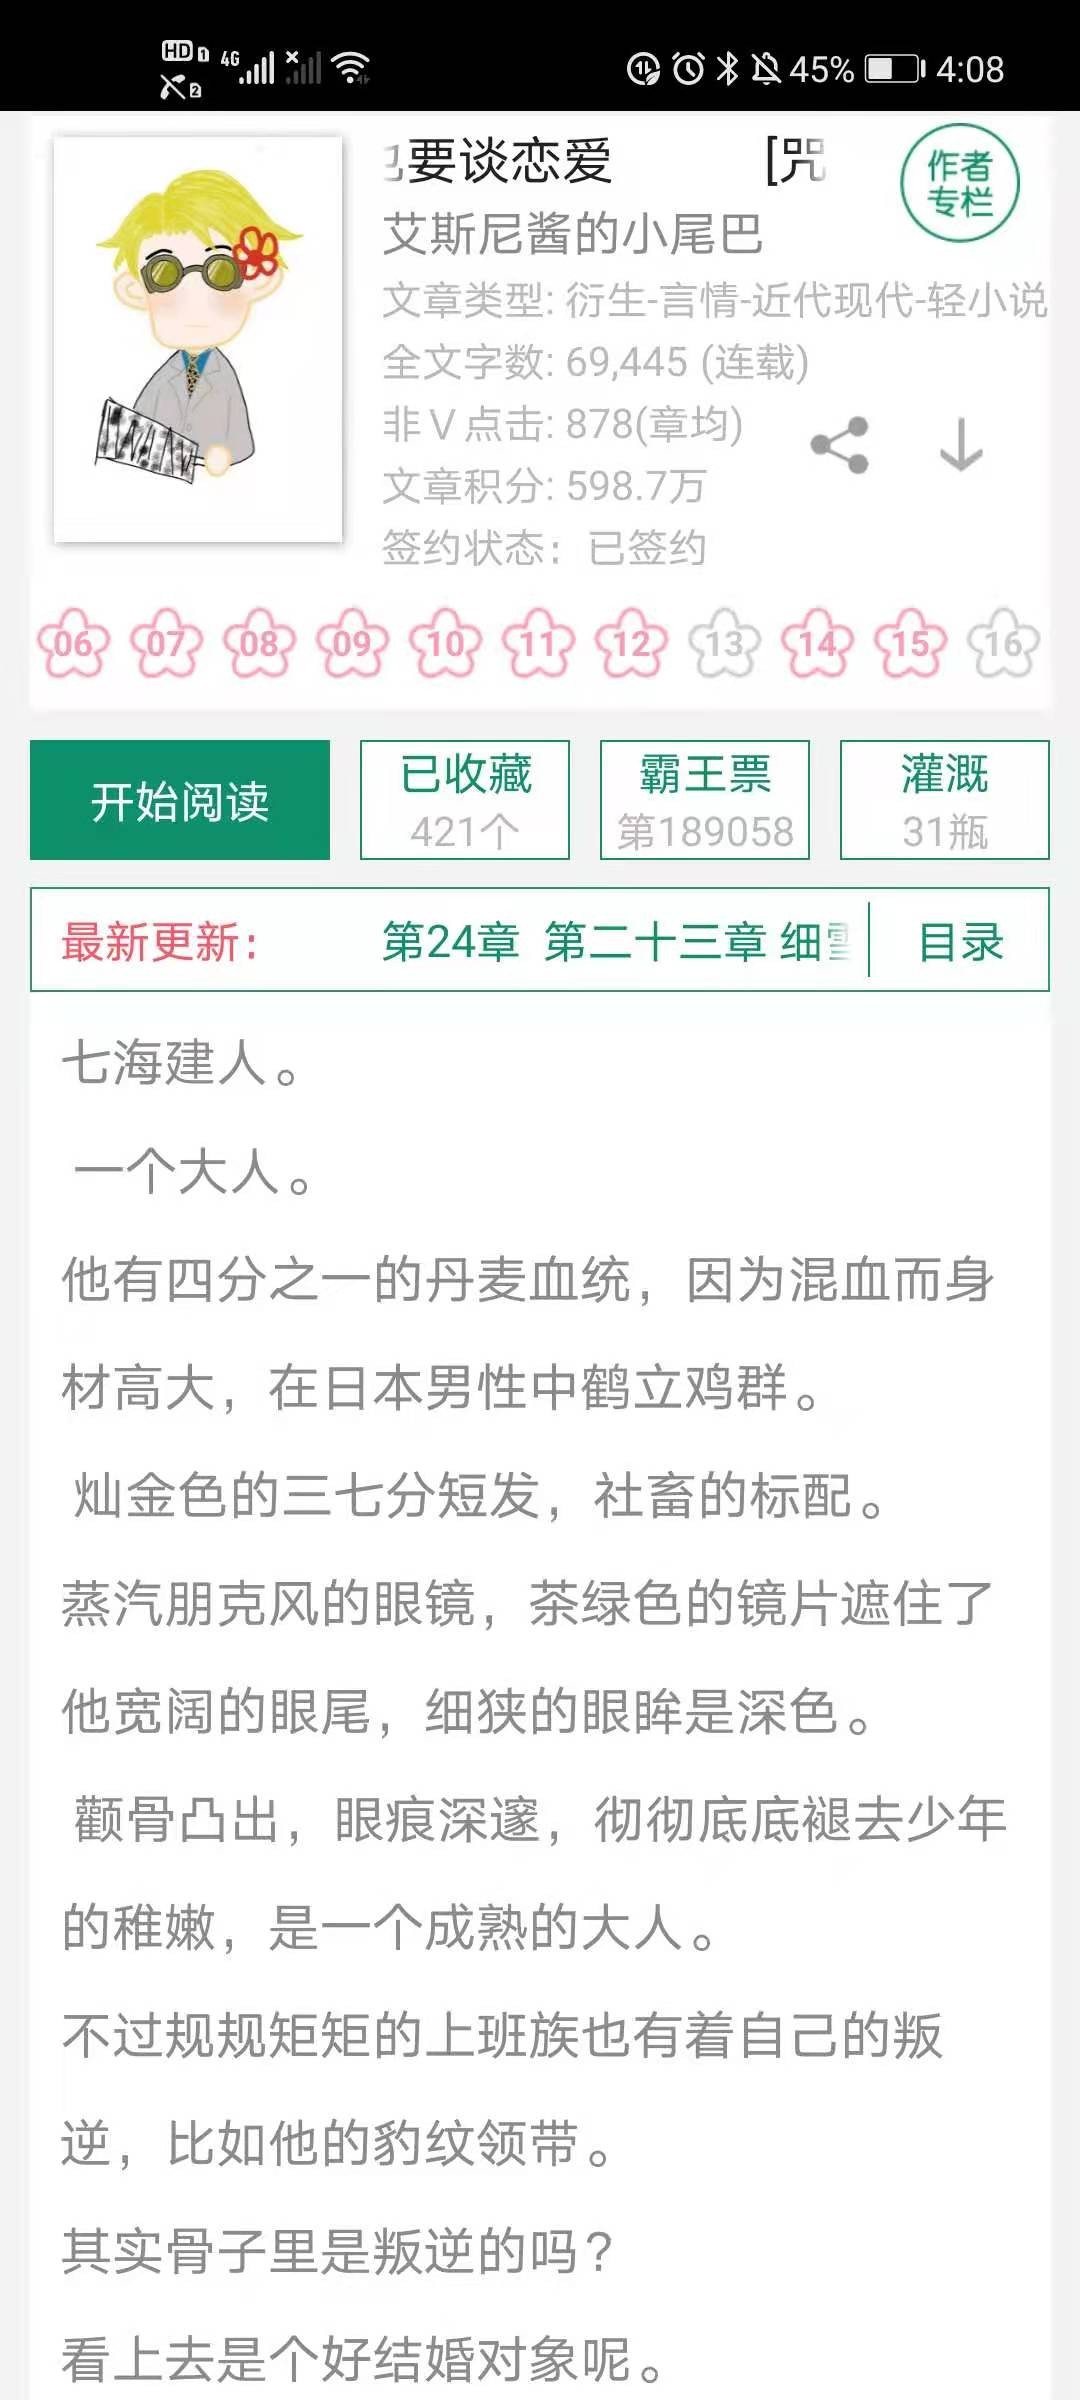 HD 1 4G 45% 4:08
2
要谈恋爱 [咒
作者
专栏
艾斯尼酱的小尾巴
文章类型: 衍生-言情-近代现代-轻小说
全文字数: 69,445 (连载)
非V点击: 878(章均)
文章积分: 598.7万
签约状态: 已签约
06 07 08 09 10 11 12 13 14 15 16
开始阅读
已收藏
421个
霸王票
第189058
灌溉
31瓶
最新更新: 第24章 第二十三章 细雪 目录
七海建人。
一个大人。
他有四分之一的丹麦血统，因为混血而身
材高大，在日本男性中鹤立鸡群。
灿金色的三七分短发，社畜的标配。
蒸汽朋克风的眼镜，茶绿色的镜片遮住了
他宽阔的眼尾，细狭的眼眸是深色。
颧骨凸出，眼痕深邃，彻彻底底褪去少年
的稚嫩，是一个成熟的大人。
不过规规矩矩的上班族也有着自己的叛
逆，比如他的豹纹领带。
其实骨子里是叛逆的吗？
看上去是个好结婚对象呢。